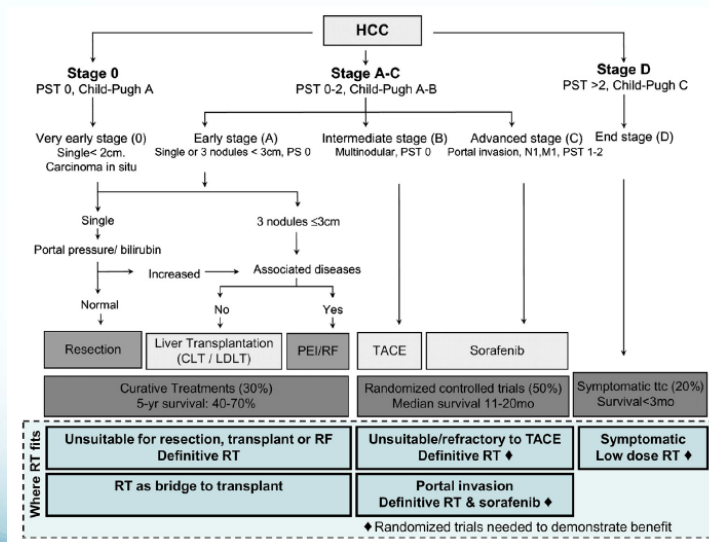 HCC
Stage 0
PST 0, Child-Pugh A
Stage A-C
PST 0-2, Child-Pugh A-B
Stage D
PST >2, Child-Pugh C
Very early stage (0)
Single< 2cm.
Carcinoma in situ
Early stage (A)
Single or 3 nodules < 3cm, PS 0
Intermediate stage (B)
Multinodular, PST 0
Advanced stage (C)
Portal invasion, N1,M1, PST 1-2
End stage (D)
Single
3 nodules ≤3cm
Portal pressure/ bilirubin
Increased
Associated diseases
Normal
No
Yes
Resection
Liver Transplantation
(CLT / LDLT)
PEI/RF
TACE
Sorafenib
Curative Treatments (30%)
5-yr survival: 40-70%
Randomized controlled trials (50%)
Median survival 11-20mo
Symptomatic ttc (20%)
Survival<3mo
Where RT fits
Unsuitable for resection, transplant or RF
Definitive RT
Unsuitable/refractory to TACE
Definitive RT ♦
Symptomatic
Low dose RT ♦
RT as bridge to transplant
Portal invasion
Definitive RT & sorafenib ♦
♦ Randomized trials needed to demonstrate benefit